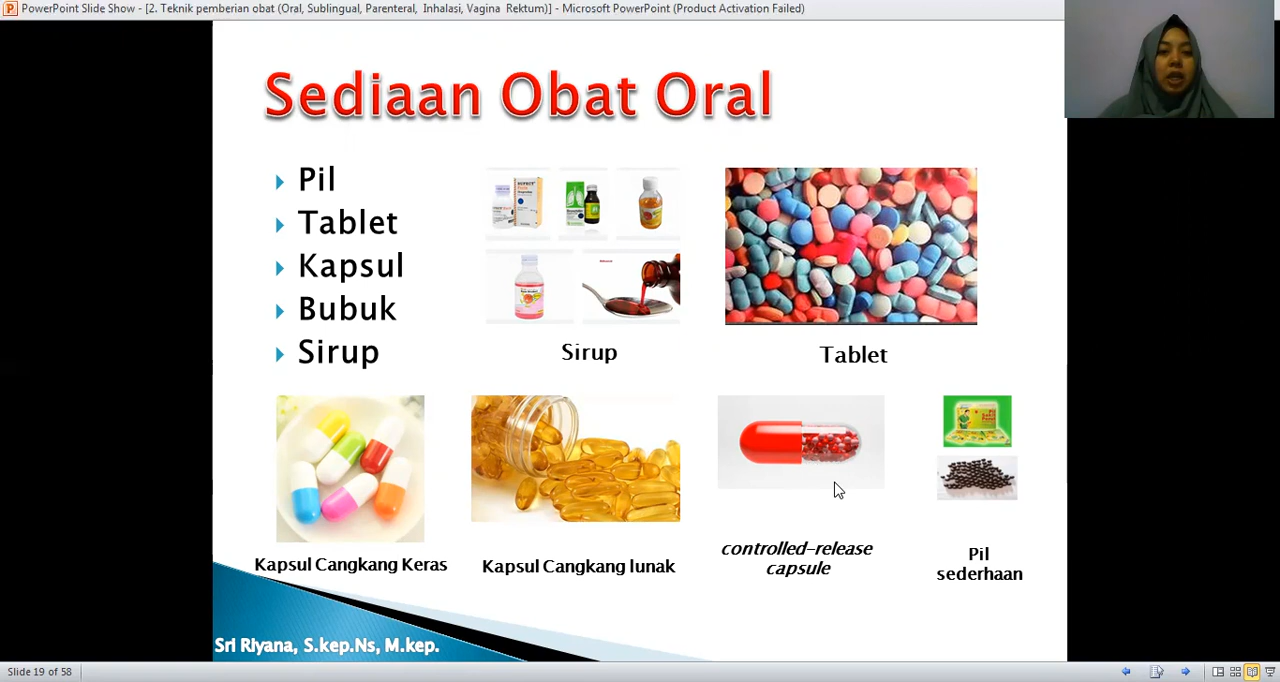 PowerPoint Slide Show - [2. Teknik pemberian obat (Oral, Sublingual, Parenteral, Inhalasi, Vagina Rektum)] - Microsoft PowerPoint (Product Activation Failed)
Sediaan Obat Oral
Pil
Tablet
Kapsul
Bubuk
Sirup
Sirup
Tablet
Kapsul Cangkang Keras
Kapsul Cangkang lunak
controlled-release
capsule
Pil
sederhaan
Sri Riyana, S.kep.Ns, M.kep.
Slide 19 of 58